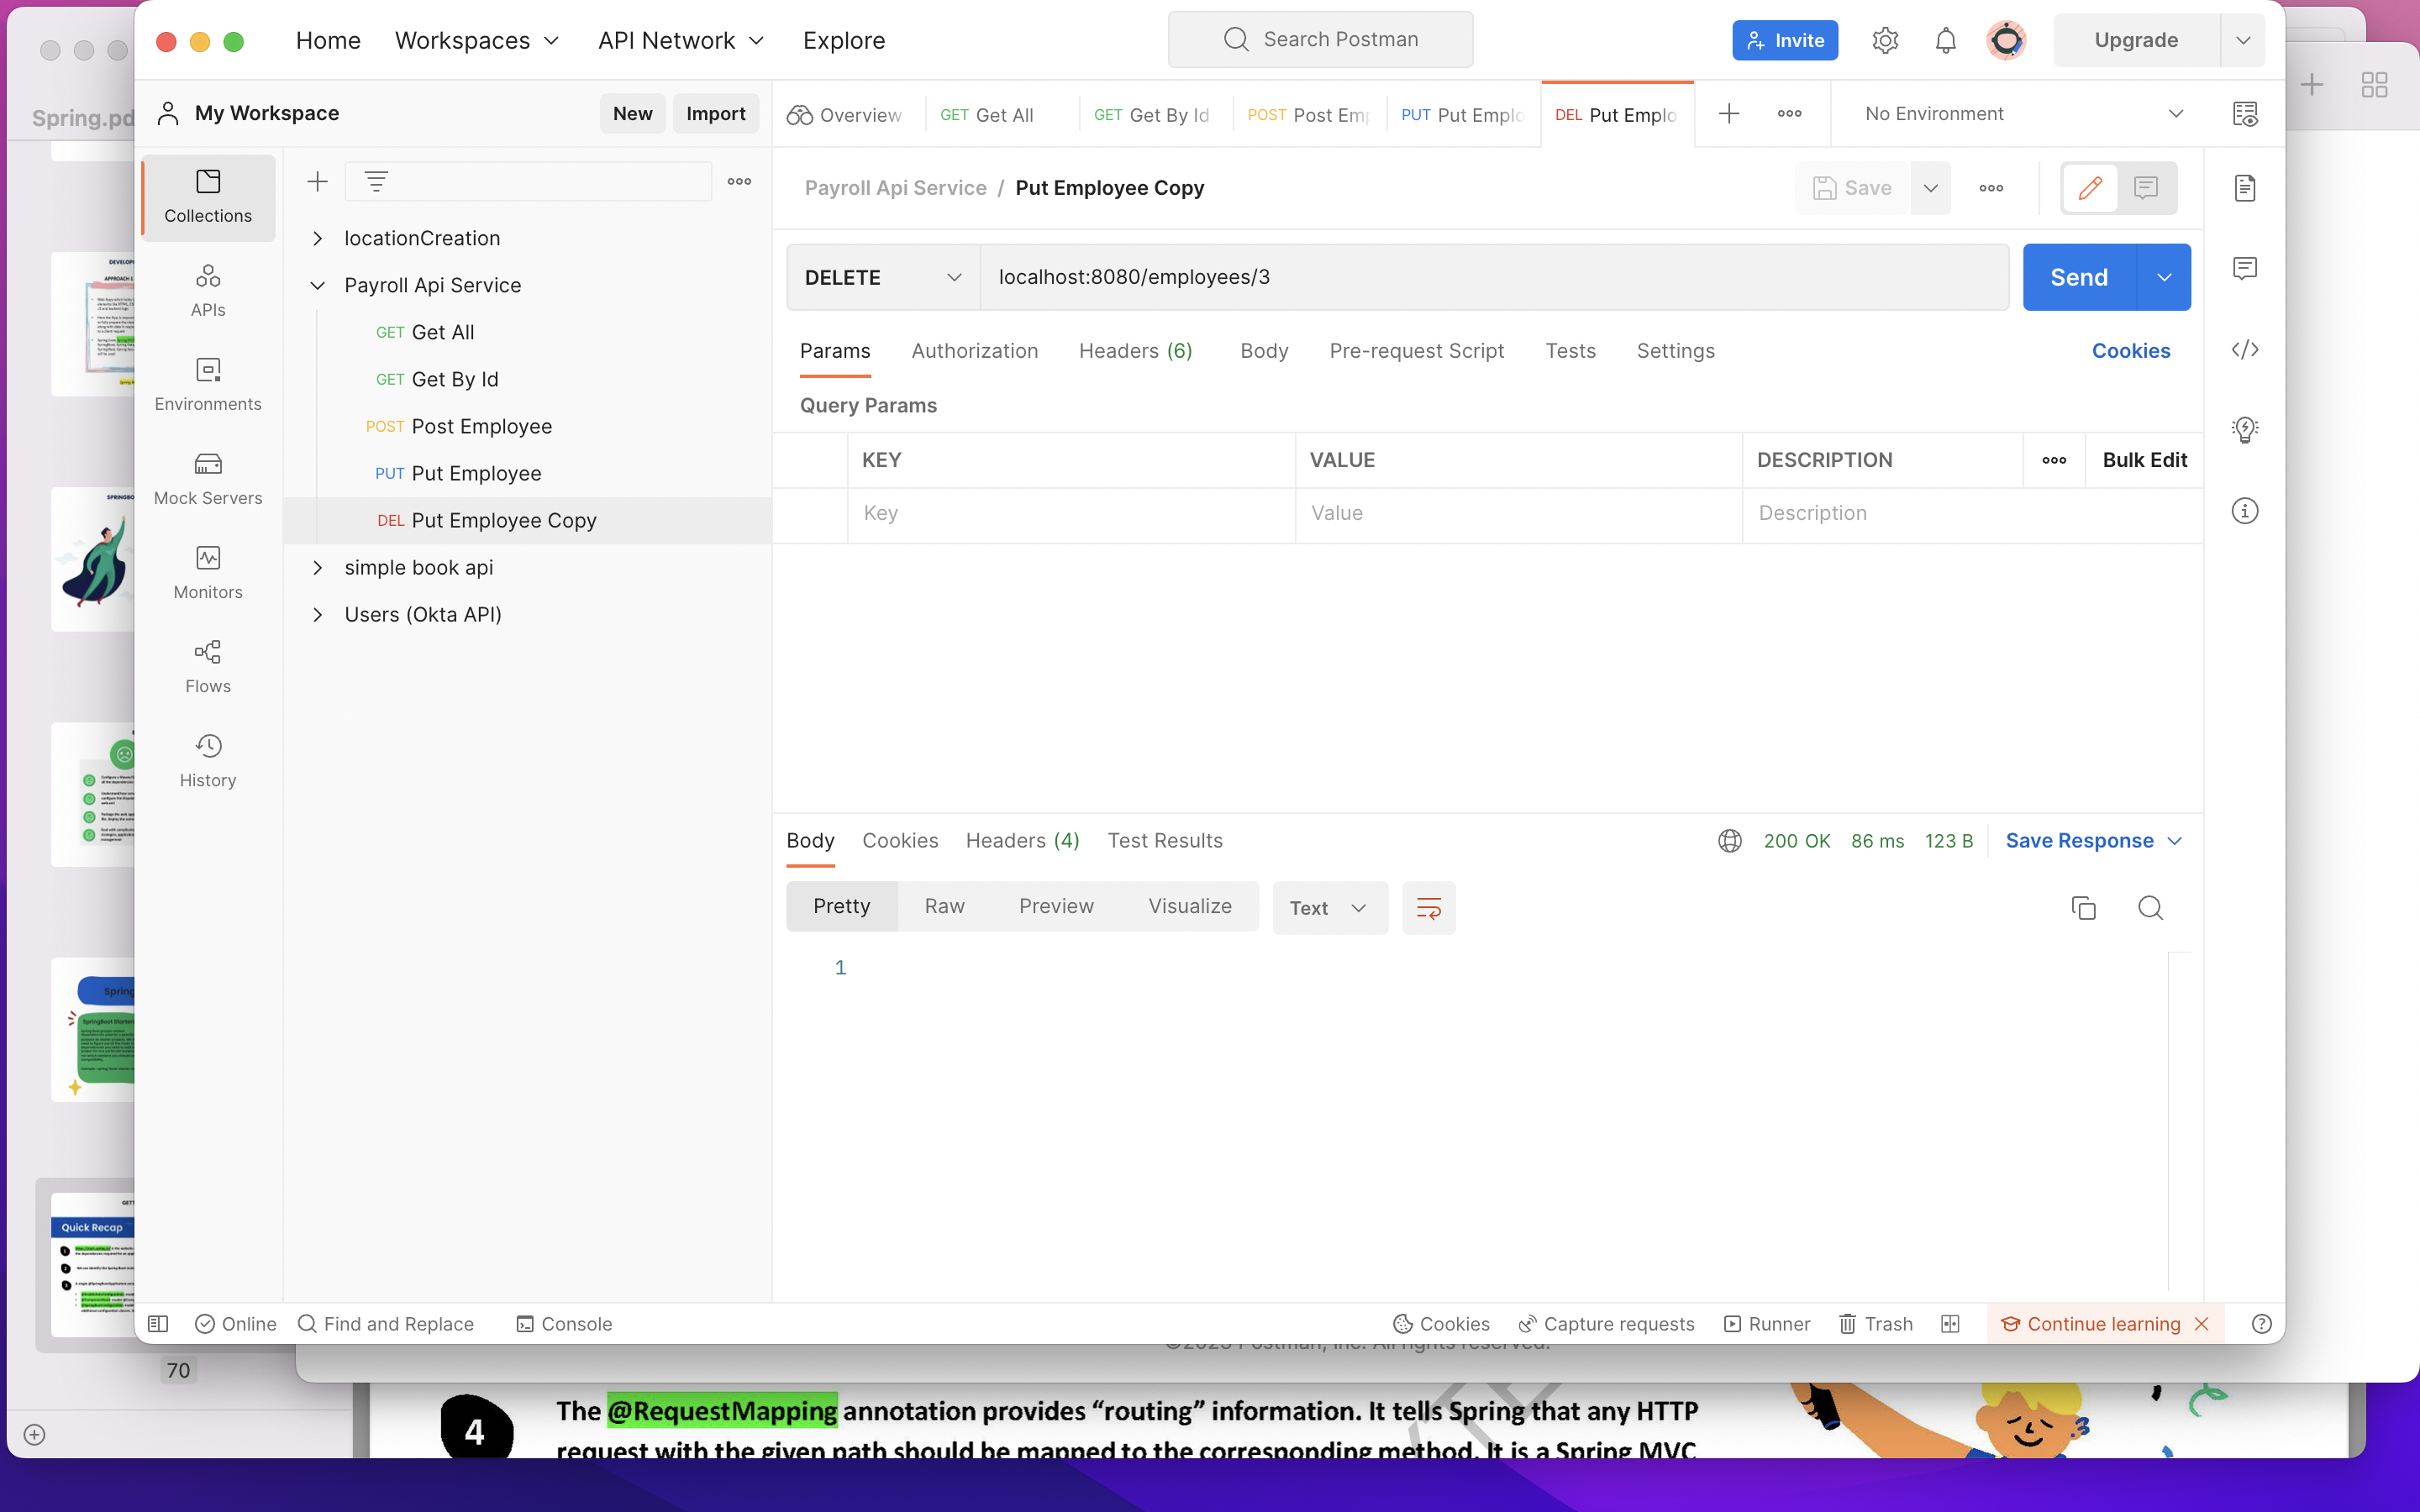 Home Workspaces API Network Explore Search Postman Invite Upgrade
Spring.pd
My Workspace New Import
Overview GET Get All GET Get By Id POST Post Emp PUT Put Emplo DEL Put Emplo No Environment
Collections
APIs
Environments
Mock Servers
Monitors
Flows
History
locationCreation
Payroll Api Service
GET Get All
GET Get By Id
POST Post Employee
PUT Put Employee
DEL Put Employee Copy
simple book api
Users (Okta API)
Payroll Api Service / Put Employee Copy Save
DELETE localhost:8080/employees/3 Send
Params Authorization Headers (6) Body Pre-request Script Tests Settings Cookies
Query Params
KEY VALUE DESCRIPTION Bulk Edit
Key Value Description
Body Cookies Headers (4) Test Results 200 OK 86 ms 123 B Save Response
Pretty Raw Preview Visualize Text
1
Quick Recap
Online Find and Replace Console Cookies Capture requests Runner Trash Continue learning
©2023 Postman, Inc. All rights reserved.
70
4
The @RequestMapping annotation provides “routing” information. It tells Spring that any HTTP
request with the given path should be mapped to the corresponding method. It is a Spring MVC